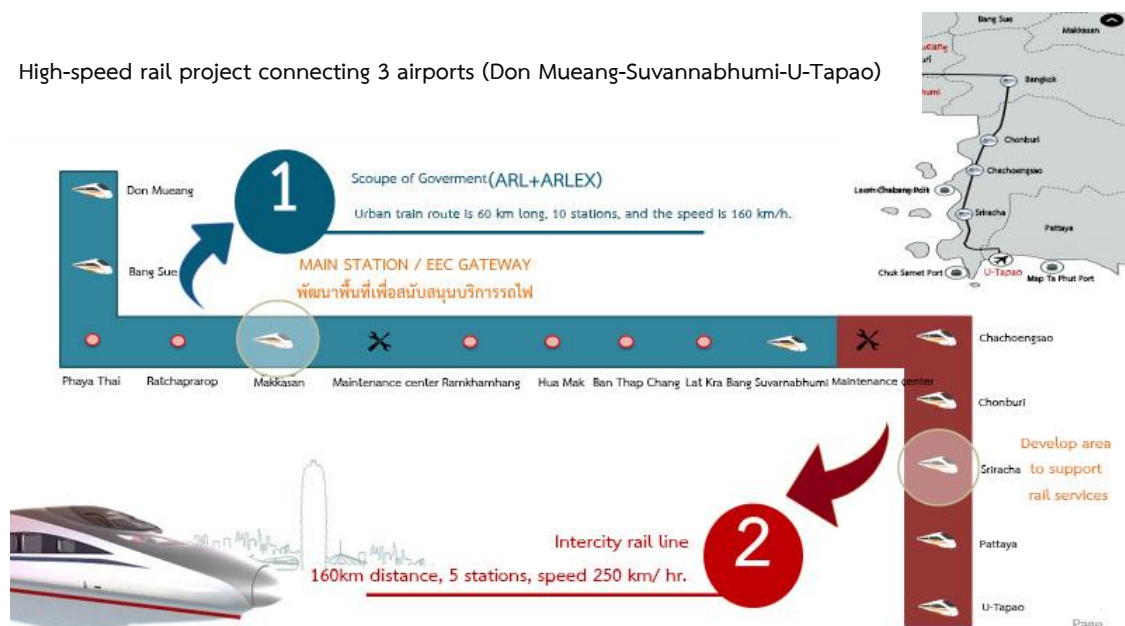 High-speed rail project connecting 3 airports (Don Mueang-Suvannabhumi-U-Tapao)
Bang Sue
Makkasan
Bangkok
Chonburi
Chachoengsao
Laem Chabang Port
Sriracha
Pattaya
Chuk Samet Port
U-Tapao
Map Ta Phut Port
1
Scoupe of Goverment(ARL+ARLEX)
Urban train route is 60 km long, 10 stations, and the speed is 160 km/h.
Don Mueang
Bang Sue
MAIN STATION / EEC GATEWAY
พัฒนาพื้นที่เพื่อสนับสนุนบริการรถไฟ
Phaya Thai
Ratchaprarop
Makkasan
Maintenance center
Ramkhamhang
Hua Mak
Ban Thap Chang
Lat Kra Bang
Suvarnabhumi
Maintenance center
Chachoengsao
Chonburi
Sriracha
Develop area
to support
rail services
Pattaya
U-Tapao
2
Intercity rail line
160km distance, 5 stations, speed 250 km/ hr.
Page